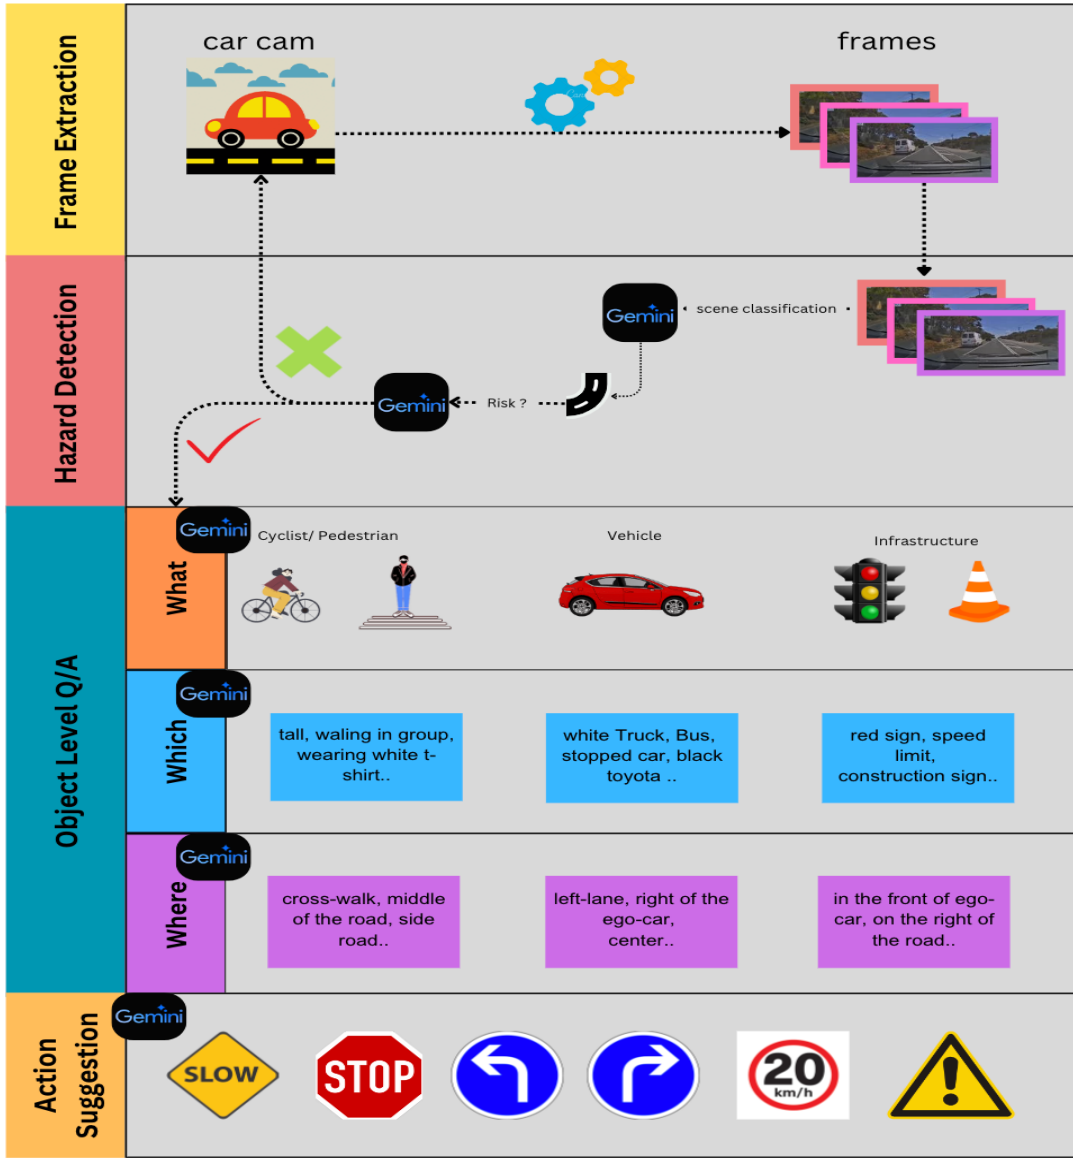 Frame Extraction
car cam
frames
Hazard Detection
Gemini
scene classification
Gemini
Risk ?
Object Level Q/A
What
Gemini
Cyclist/ Pedestrian
Vehicle
Infrastructure
Which
Gemini
tall, waling in group,
wearing white t-
shirt..
white Truck, Bus,
stopped car, black
toyota ..
red sign, speed
limit,
construction sign..
Where
Gemini
cross-walk, middle
of the road, side
road..
left-lane, right of the
ego-car,
center..
in the front of ego-
car, on the right of
the road..
Action
Suggestion
Gemini
SLOW
STOP
20
km/h
!